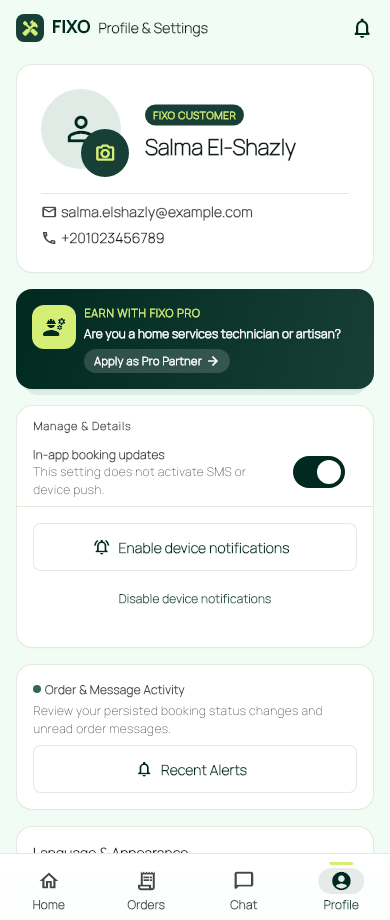 FIXO Profile & Settings
FIXO CUSTOMER
Salma El-Shazly
salma.elshazly@example.com
+201023456789
EARN WITH FIXO PRO
Are you a home services technician or artisan?
Apply as Pro Partner →
Manage & Details
In-app booking updates
This setting does not activate SMS or
device push.
Enable device notifications
Disable device notifications
Order & Message Activity
Review your persisted booking status changes and
unread order messages.
Recent Alerts
Language & Appearance
Home Orders Chat Profile